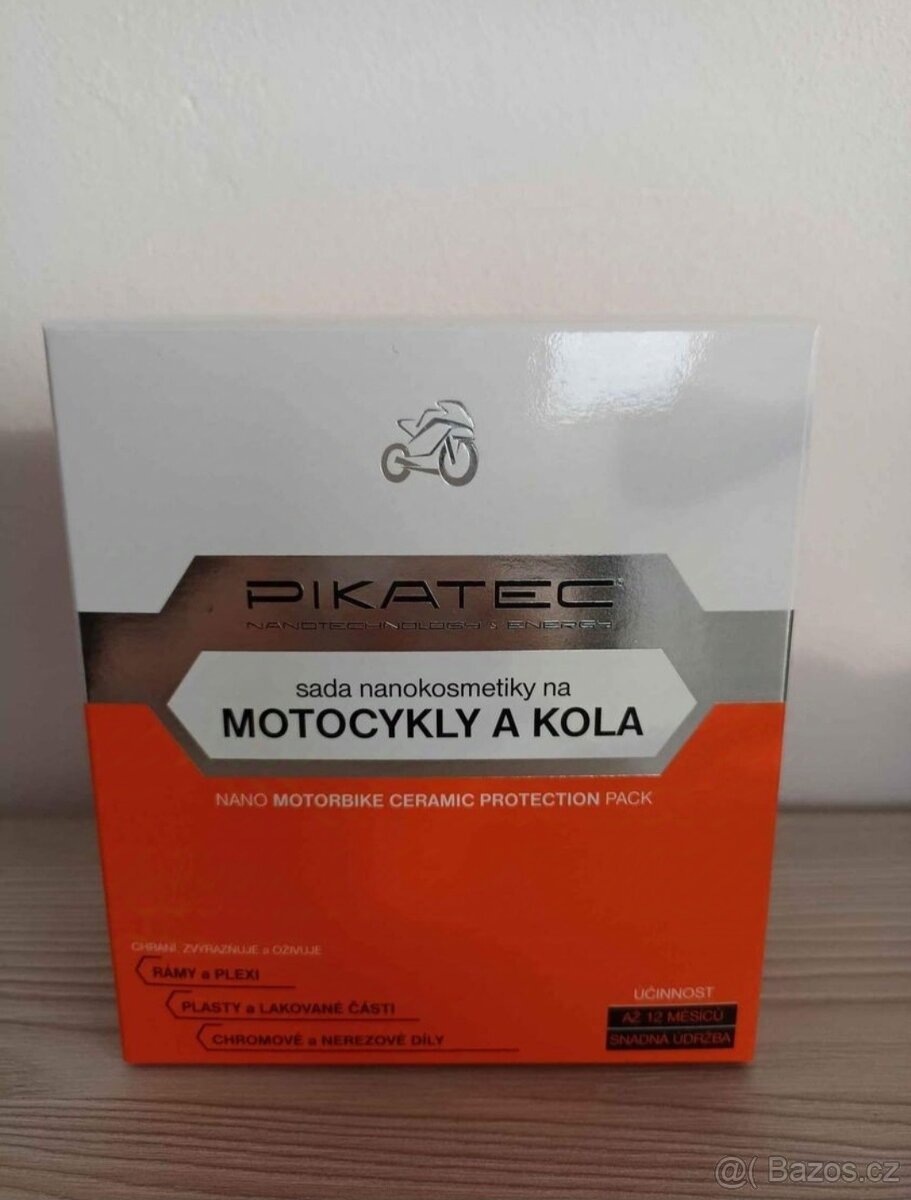 PIKATEC
NANOTECHNOLOGY & ENERGY
sada nanokosmetiky na
MOTOCYKLY A KOLA
NANO MOTORBIKE CERAMIC PROTECTION PACK
CHRÁNÍ, ZVÝRAZŇUJE a OŽIVUJE
RÁMY a PLEXI
PLASTY a LAKOVANÉ ČÁSTI
CHROMOVÉ a NEREZOVÉ DÍLY
ÚČINNOST
AŽ 12 MĚSÍCŮ
SNADNÁ ÚDRŽBA
@( Bazos.cz